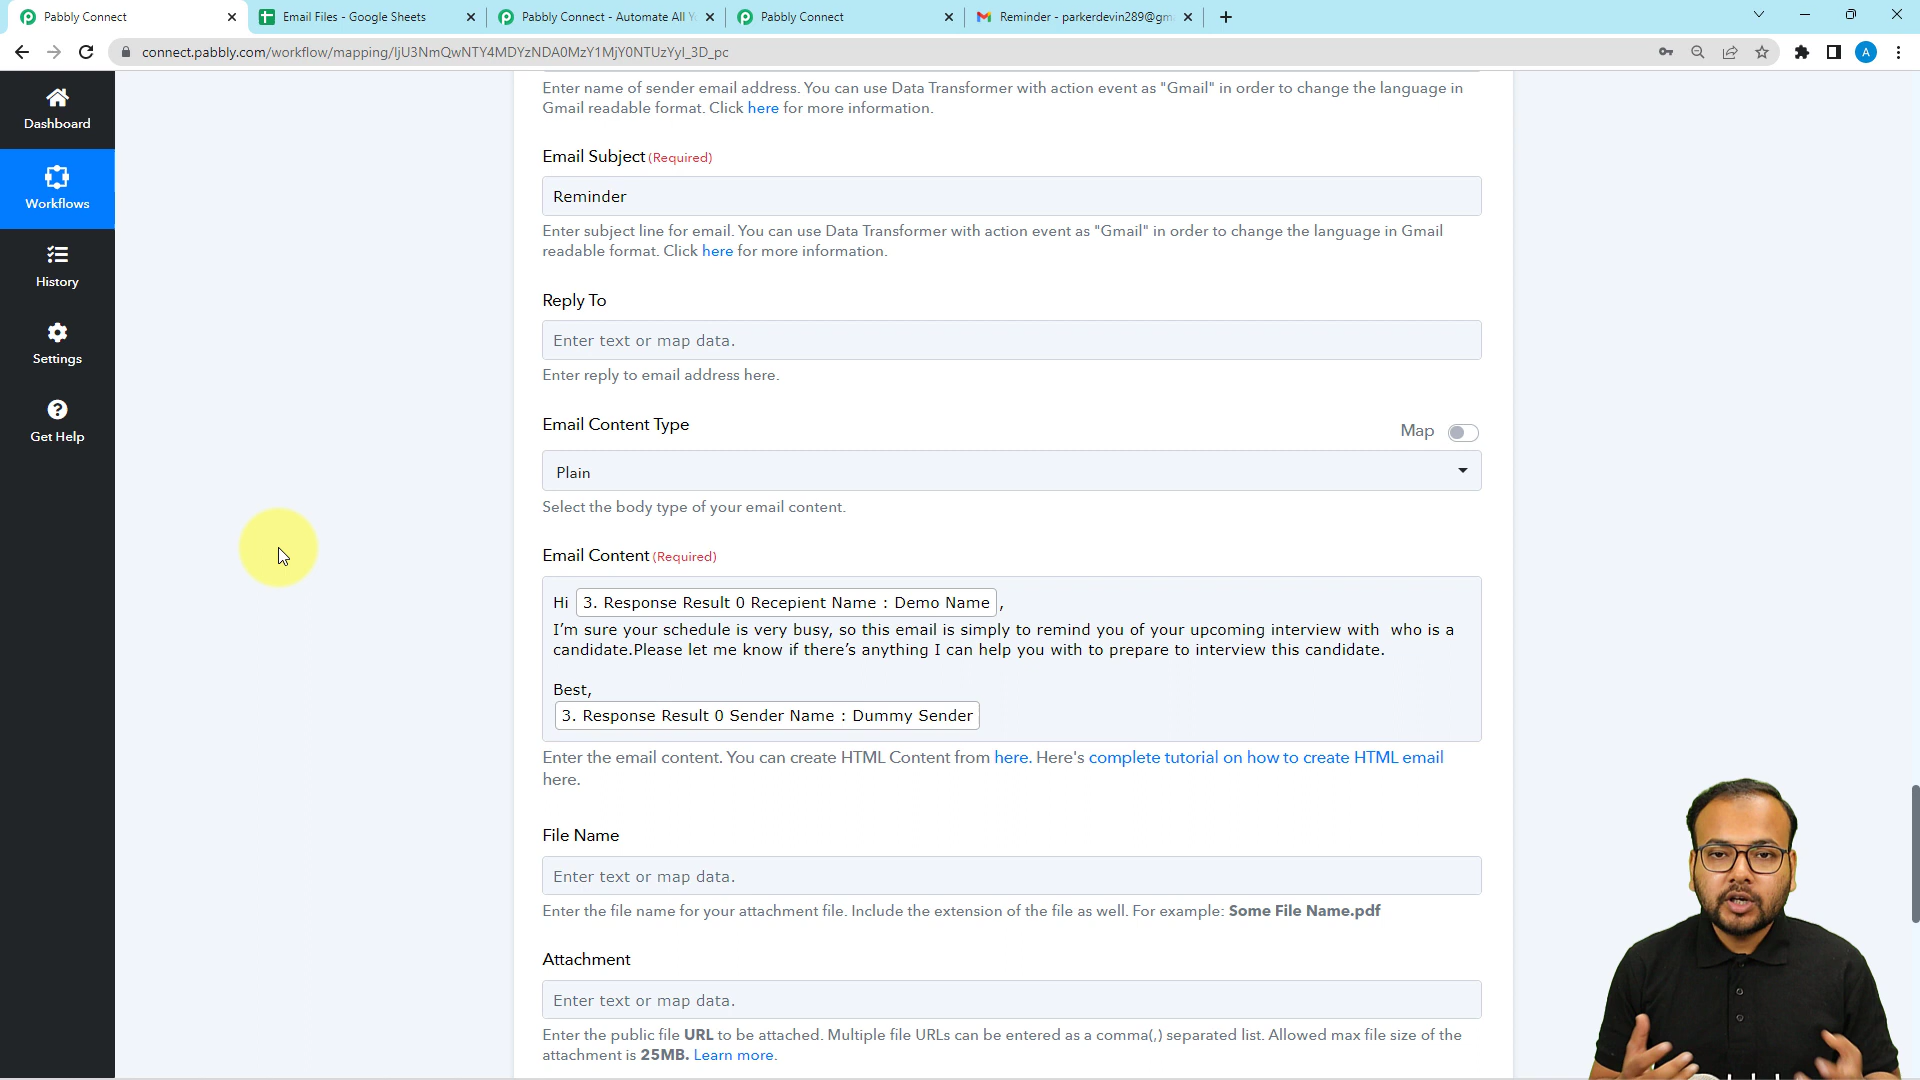 Pabbly Connect
Email Files - Google Sheets
Pabbly Connect - Automate All Y
Pabbly Connect
Reminder - parkerdevin289@gm
connect.pabbly.com/workflow/mapping/IjU3NmQwNTY4MDYzNDA0MzY1MjY0NTUzYyI_3D_pc
A
Dashboard
Workflows
History
Settings
Get Help
Enter name of sender email address. You can use Data Transformer with action event as "Gmail" in order to change the language in
Gmail readable format. Click here for more information.
Email Subject (Required)
Reminder
Enter subject line for email. You can use Data Transformer with action event as "Gmail" in order to change the language in Gmail
readable format. Click here for more information.
Reply To
Enter text or map data.
Enter reply to email address here.
Email Content Type
Map
Plain
Select the body type of your email content.
Email Content (Required)
Hi 3. Response Result 0 Recepient Name : Demo Name ,
I’m sure your schedule is very busy, so this email is simply to remind you of your upcoming interview with who is a
candidate.Please let me know if there’s anything I can help you with to prepare to interview this candidate.
Best,
3. Response Result 0 Sender Name : Dummy Sender
Enter the email content. You can create HTML Content from here. Here's complete tutorial on how to create HTML email
here.
File Name
Enter text or map data.
Enter the file name for your attachment file. Include the extension of the file as well. For example: Some File Name.pdf
Attachment
Enter text or map data.
Enter the public file URL to be attached. Multiple file URLs can be entered as a comma(,) separated list. Allowed max file size of the
attachment is 25MB. Learn more.